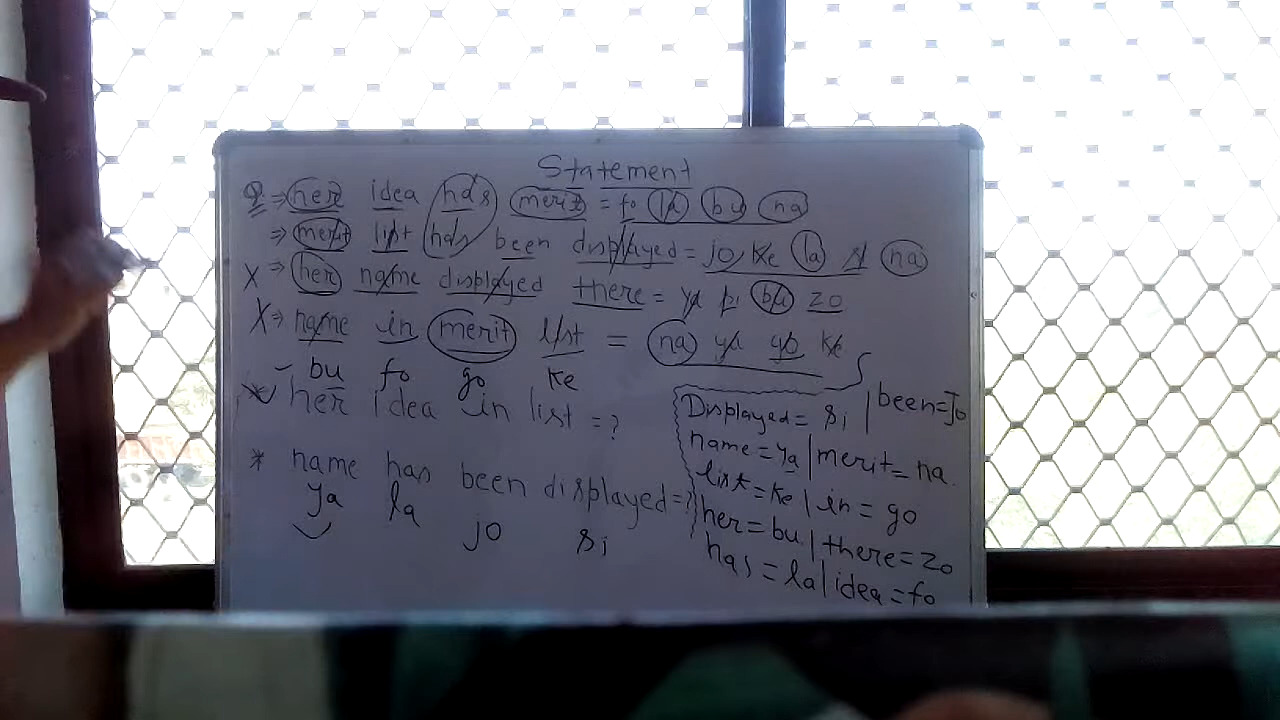 Statement
Q ⇒ her idea has merit = fo la bu na
⇒ merit list has been displayed = jo, ke la si na
X ⇒ her name displayed there = ya si bu zo
X ⇒ name in merit list = na ya go ke
bu fo go ke
* her idea in list = ?
* name has been displayed = ?
ya la jo si
Displayed = si | been = Jo
name = ya | merit = na.
list = ke | in = go
her = bu | there = zo
has = la | idea = fo